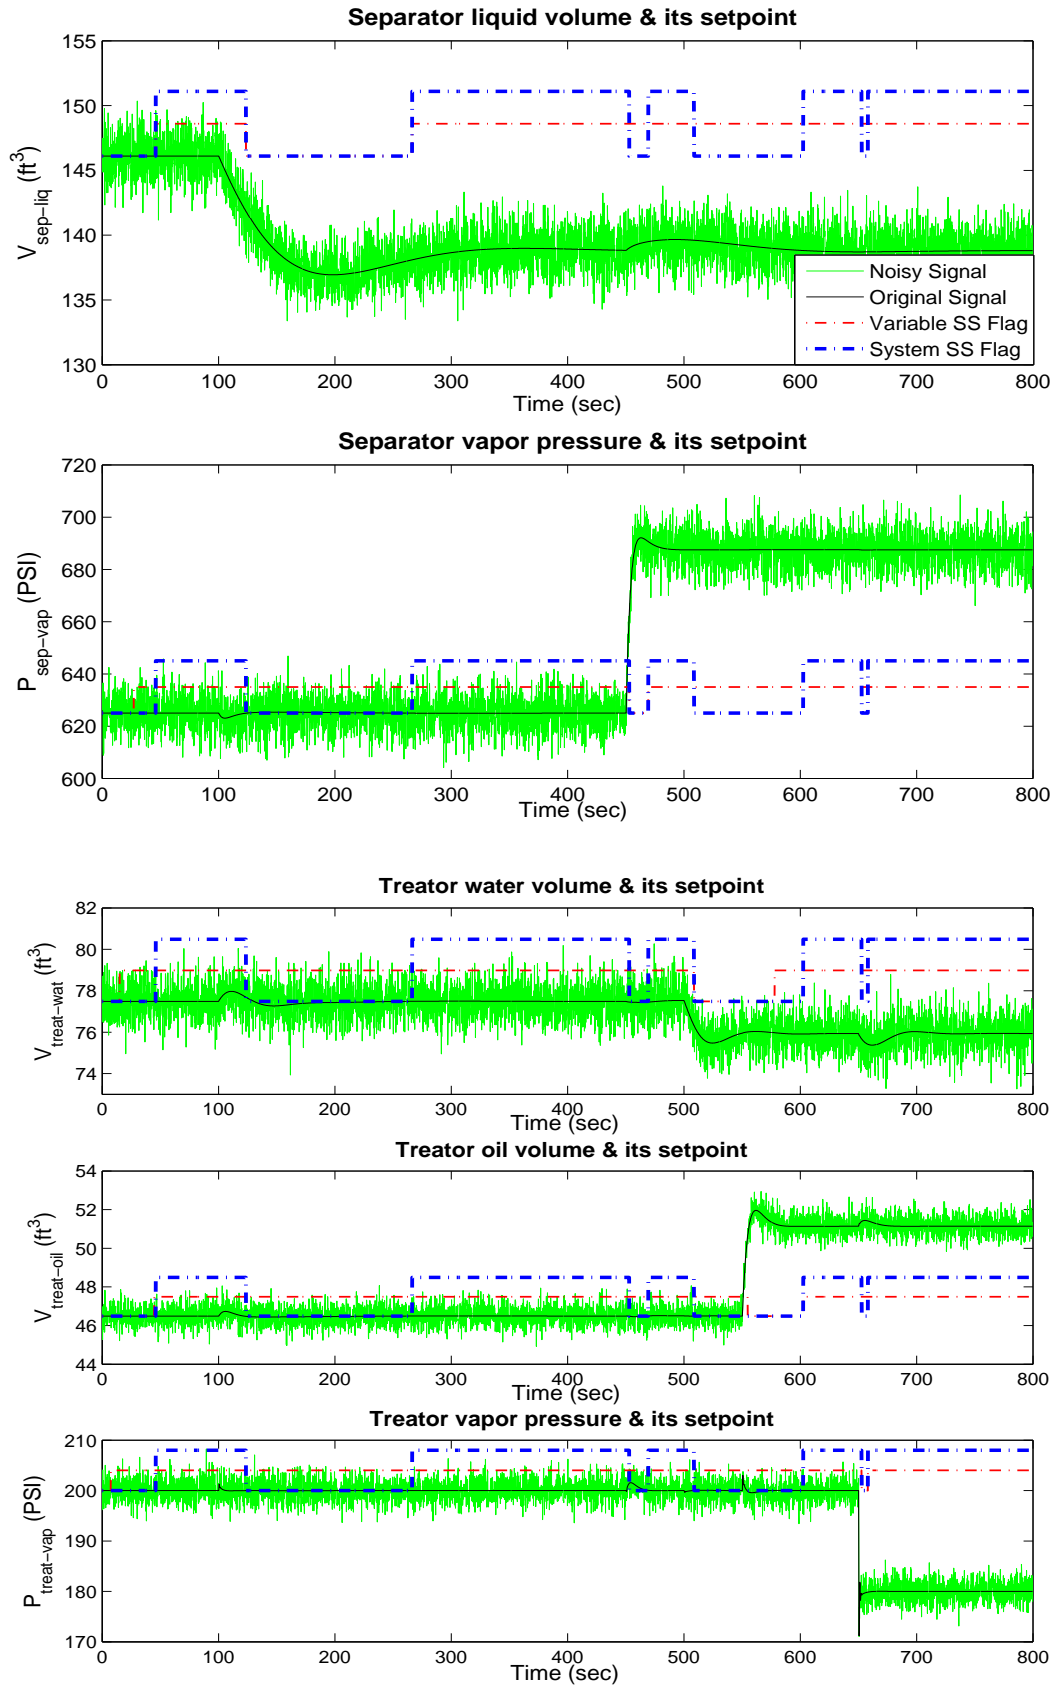 Separator liquid volume & its setpoint
155
150
145
140
135
130
V_sep−liq (ft^3)
0 100 200 300 400 500 600 700 800
Time (sec)
Noisy Signal
Original Signal
Variable SS Flag
System SS Flag
Separator vapor pressure & its setpoint
720
700
680
660
640
620
600
P_sep−vap (PSI)
0 100 200 300 400 500 600 700 800
Time (sec)
Treator water volume & its setpoint
82
80
78
76
74
V_treat−wat (ft^3)
0 100 200 300 400 500 600 700 800
Time (sec)
Treator oil volume & its setpoint
54
52
50
48
46
44
V_treat−oil (ft^3)
0 100 200 300 400 500 600 700 800
Time (sec)
Treator vapor pressure & its setpoint
210
200
190
180
170
P_treat−vap (PSI)
0 100 200 300 400 500 600 700 800
Time (sec)